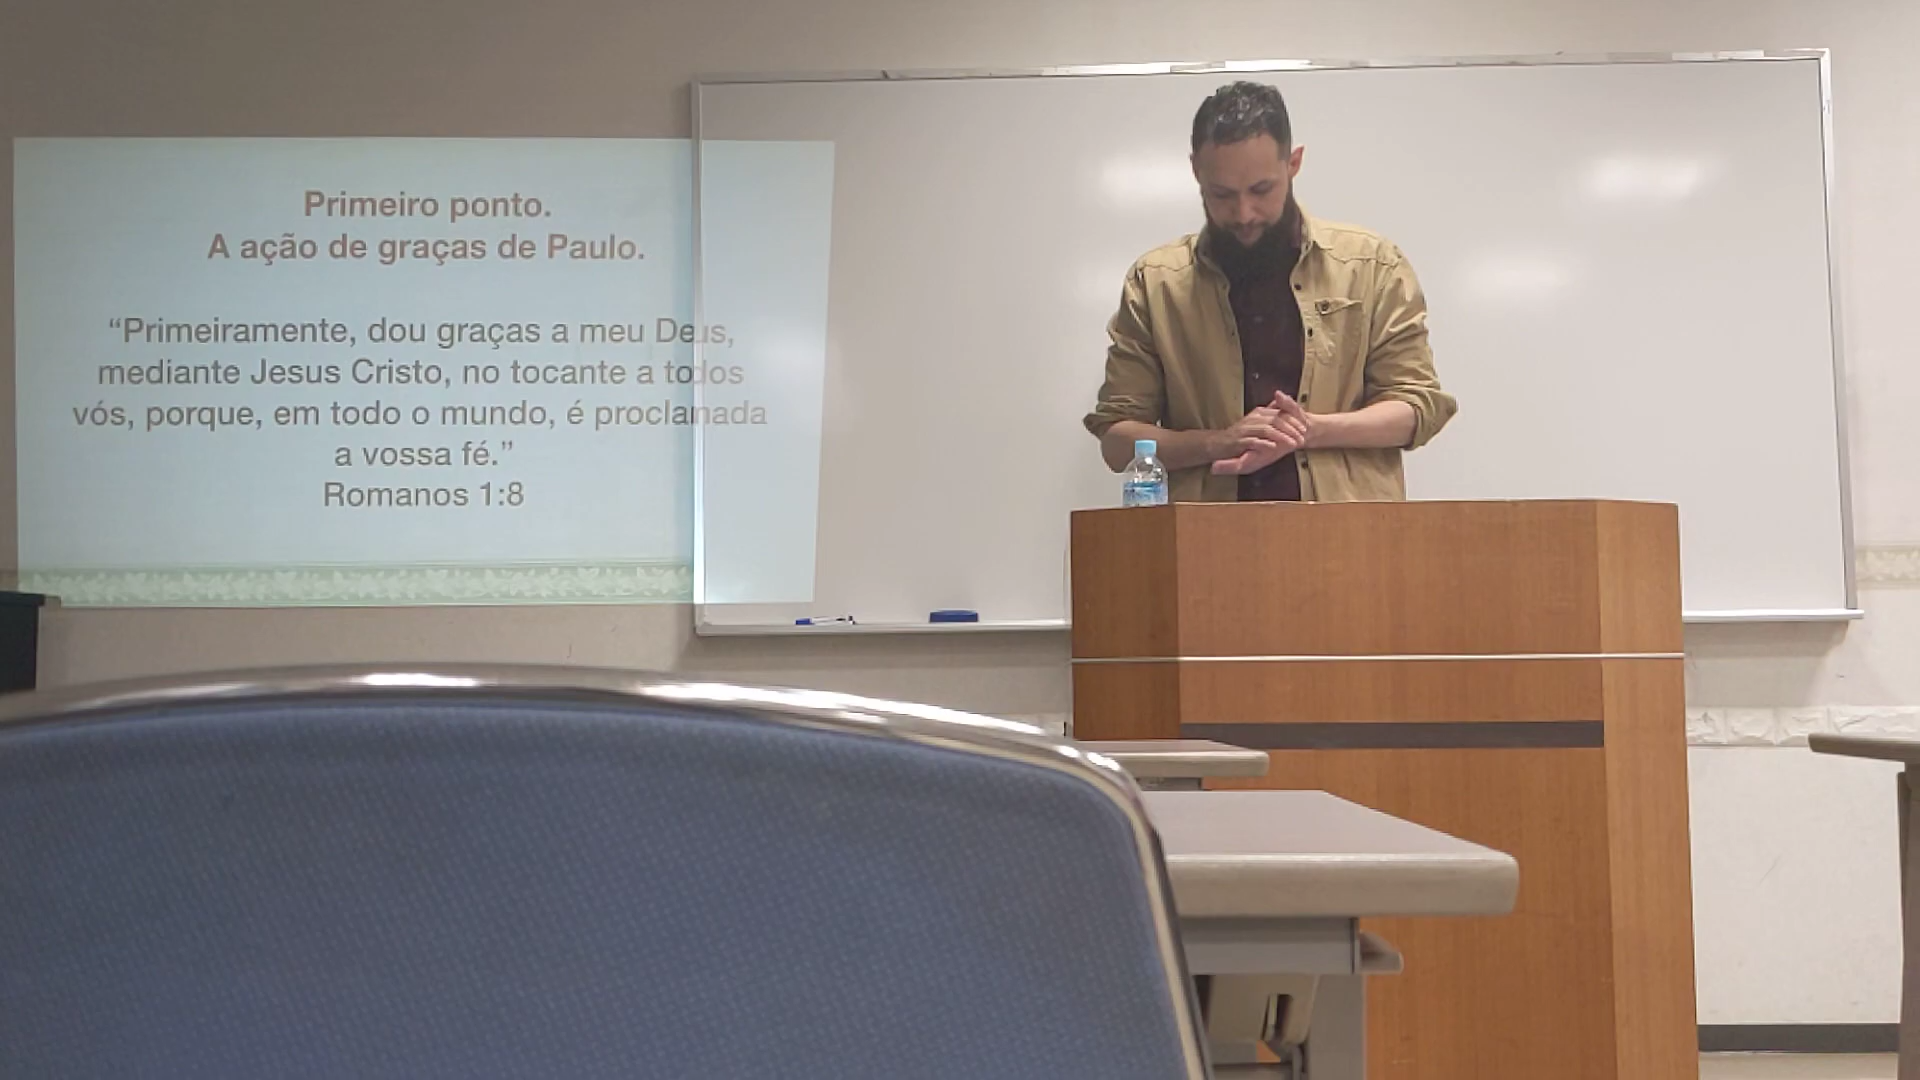 Primeiro ponto.
A ação de graças de Paulo.
“Primeiramente, dou graças a meu Deus,
mediante Jesus Cristo, no tocante a todos
vós, porque, em todo o mundo, é proclamada
a vossa fé.”
Romanos 1:8